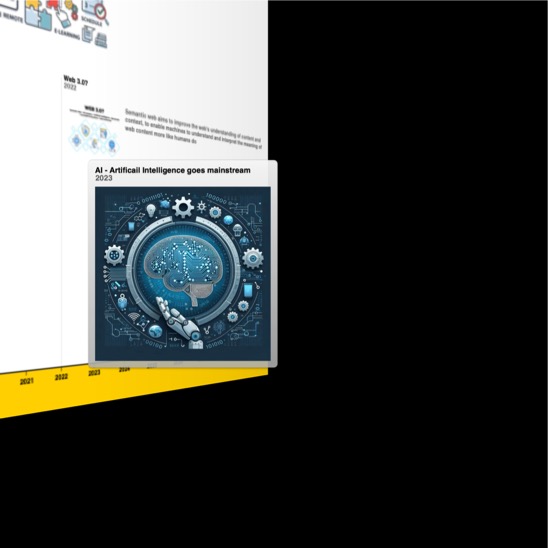 REMOTE
E-LEARNING
SCHEDULE
Web 3.0?
2022
WEB 3.0?
Semantic web aims to improve the web's understanding of content and
context, to enable machines to understand and interpret the meaning of
web content more like humans do
AI - Artificail Intelligence goes mainstream
2023
2021
2022
2023